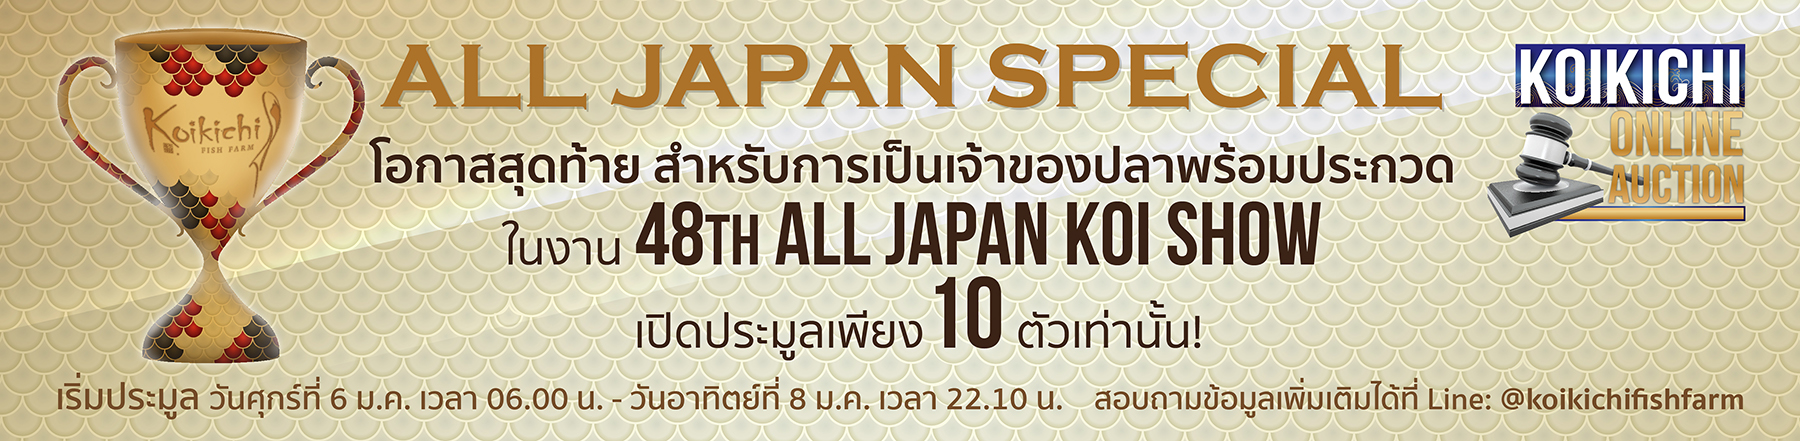 Koikichi
FISH FARM
ALL JAPAN SPECIAL
โอกาสสุดท้าย สำหรับการเป็นเจ้าของปลาพร้อมประกวด
ในงาน 48TH ALL JAPAN KOI SHOW
เปิดประมูลเพียง 10 ตัวเท่านั้น!
เริ่มประมูล วันศุกร์ที่ 6 ม.ค. เวลา 06.00 น. - วันอาทิตย์ที่ 8 ม.ค. เวลา 22.10 น. สอบถามข้อมูลเพิ่มเติมได้ที่ Line: @koikichifishfarm
KOIKICHI
ONLINE
AUCTION